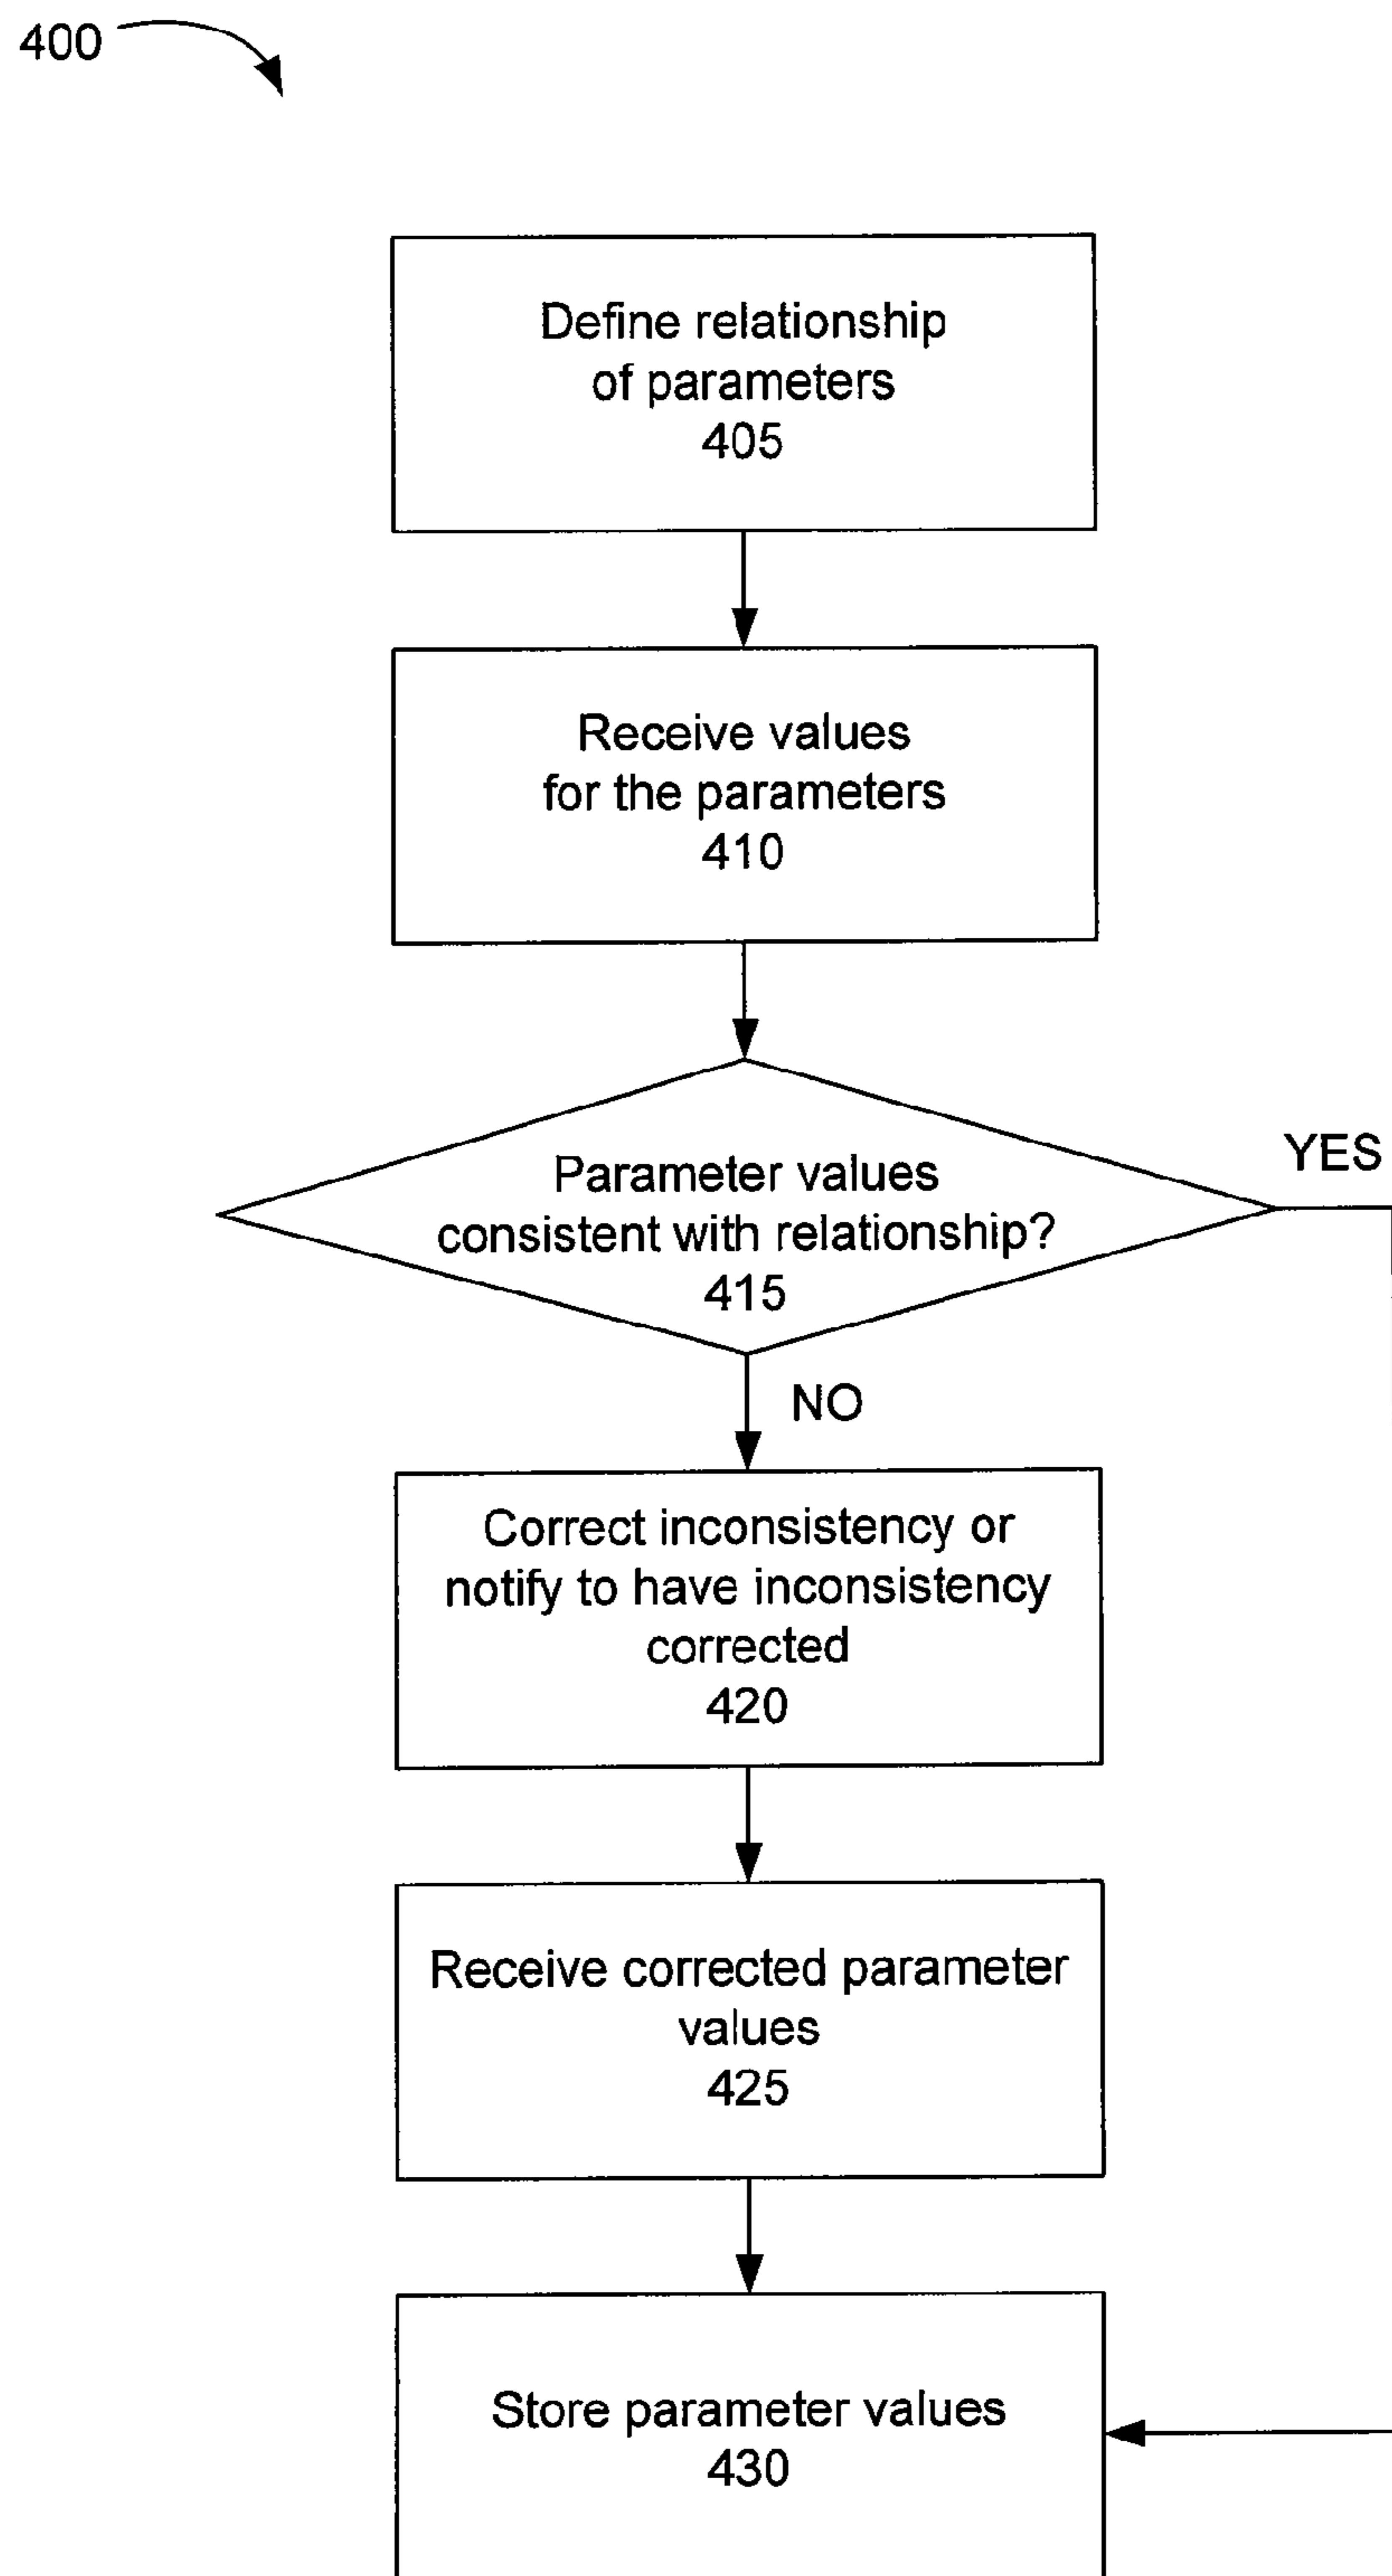 400
Define relationship
of parameters
405
Receive values
for the parameters
410
Parameter values
consistent with relationship?
415
YES
NO
Correct inconsistency or
notify to have inconsistency
corrected
420
Receive corrected parameter
values
425
Store parameter values
430